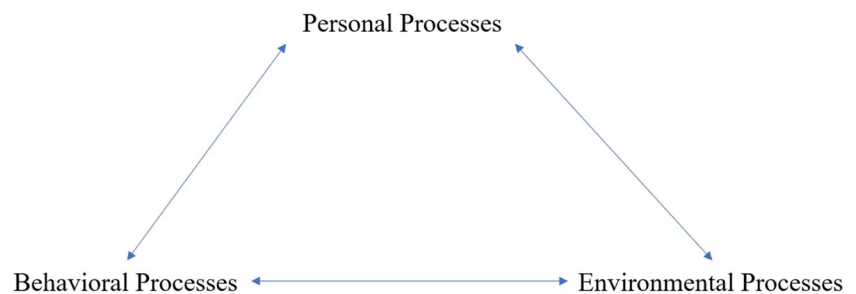 Personal Processes
Behavioral Processes
Environmental Processes